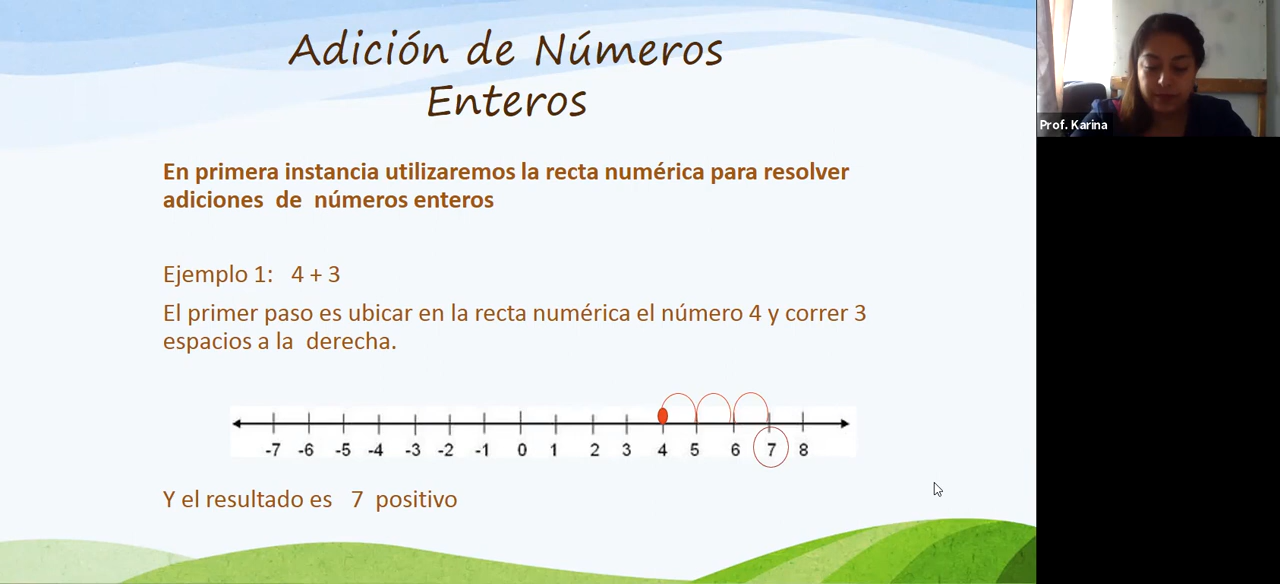 Adición de Números
Enteros
Prof. Karina
En primera instancia utilizaremos la recta numérica para resolver
adiciones de números enteros
Ejemplo 1: 4 + 3
El primer paso es ubicar en la recta numérica el número 4 y correr 3
espacios a la derecha.
-7 -6 -5 -4 -3 -2 -1 0 1 2 3 4 5 6 7 8
Y el resultado es 7 positivo